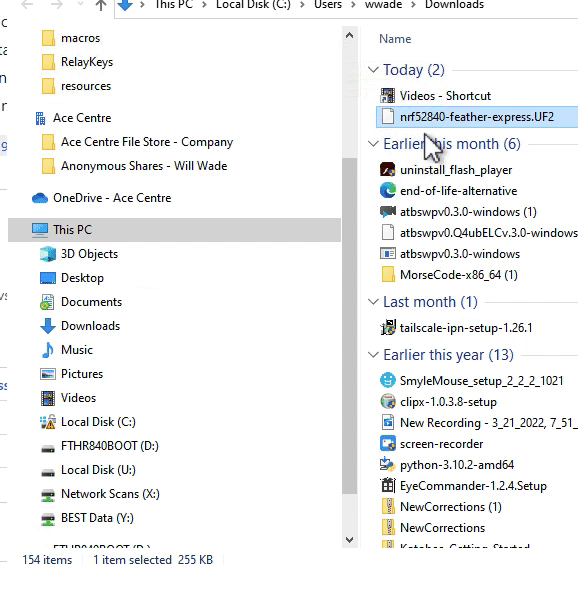 This PC > Local Disk (C:) > Users > wwade > Downloads
macros
RelayKeys
resources
Ace Centre
Ace Centre File Store - Company
Anonymous Shares - Will Wade
OneDrive - Ace Centre
This PC
3D Objects
Desktop
Documents
Downloads
Music
Pictures
Videos
Local Disk (C:)
FTHR840BOOT (D:)
Local Disk (U:)
Network Scans (X:)
BEST Data (Y:)
FTHR840BOOT (D:)
Name
Today (2)
Videos - Shortcut
nrf52840-feather-express.UF2
Earlier this month (6)
uninstall_flash_player
end-of-life-alternative
atbswpv0.3.0-windows (1)
atbswpv0.Q4ubELCv.3.0-windows
atbswpv0.3.0-windows
MorseCode-x86_64 (1)
Last month (1)
tailscale-ipn-setup-1.26.1
Earlier this year (13)
SmyleMouse_setup_2_2_2_1021
clipx-1.0.3.8-setup
New Recording - 3_21_2022, 7_51_
screen-recorder
python-3.10.2-amd64
EyeCommander-1.2.4.Setup
NewCorrections (1)
NewCorrections
154 items
1 item selected 255 KB